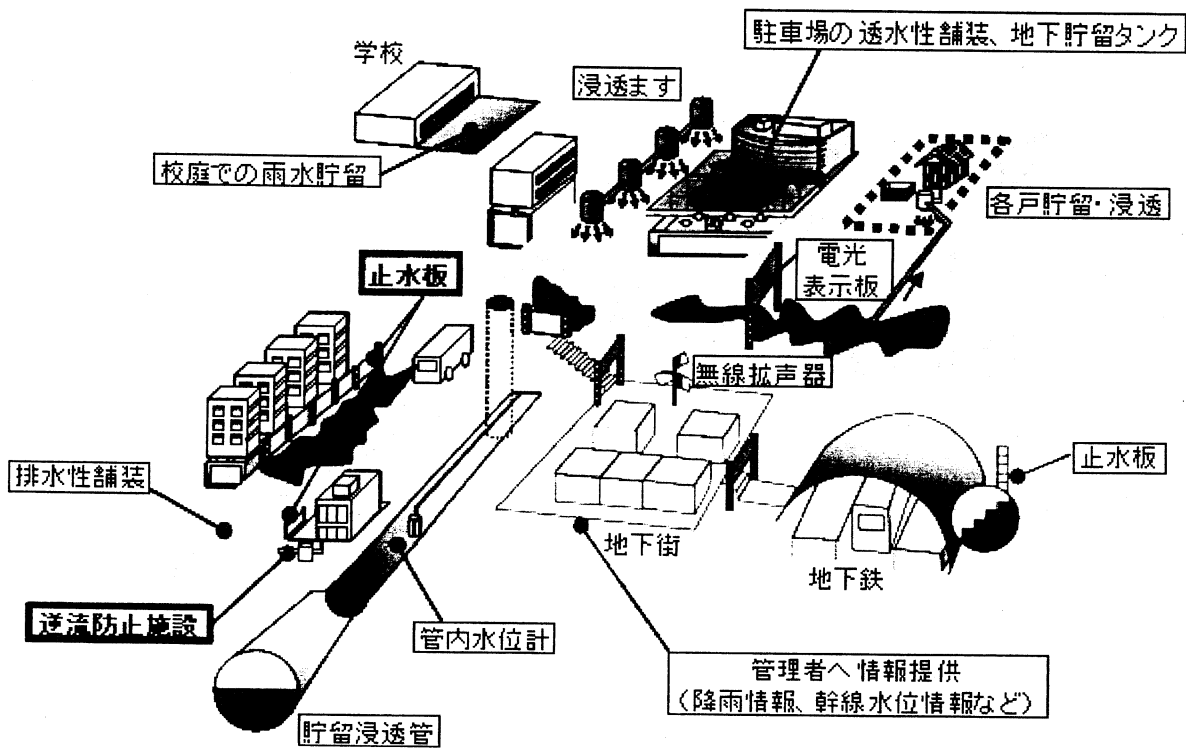 駐車場の透水性舗装、地下貯留タンク
学校
浸透ます
校庭での雨水貯留
各戸貯留・浸透
電光
表示板
止水板
無線拡声器
止水板
排水性舗装
地下街
地下鉄
逆流防止施設
管内水位計
管理者へ情報提供
(降雨情報、幹線水位情報など)
貯留浸透管